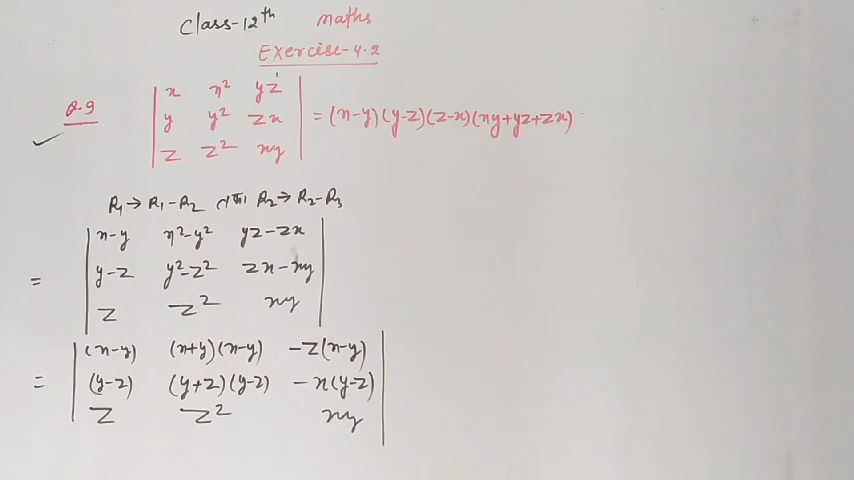 Class-12th maths
Exercise-4.2
Q.9 | x x² yz |
| y y² zx | = (x-y)(y-z)(z-x)(xy+yz+zx)
| z z² xy |
R₁→R₁-R₂ तथा R₂→R₂-R₃
| x-y x²-y² yz-zx |
= | y-z y²-z² zx-xy |
| z z² xy |
| (x-y) (x+y)(x-y) -z(x-y) |
= | (y-z) (y+z)(y-z) -x(y-z) |
| z z² xy |